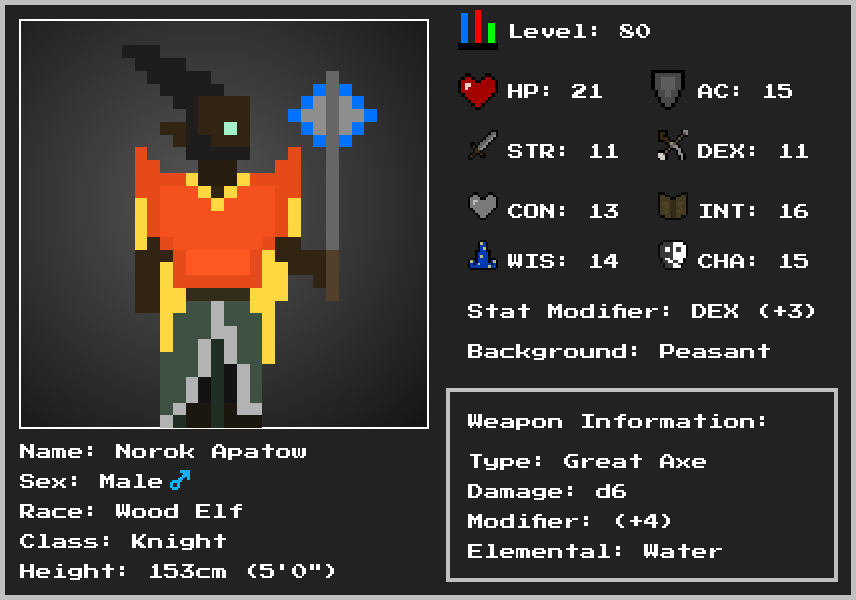 Level: 80
HP: 21 AC: 15
STR: 11 DEX: 11
CON: 13 INT: 16
WIS: 14 CHA: 15
Stat Modifier: DEX (+3)
Background: Peasant
Weapon Information:
Type: Great Axe
Damage: d6
Modifier: (+4)
Elemental: Water
Name: Norok Apatow
Sex: Male ♂
Race: Wood Elf
Class: Knight
Height: 153cm (5'0")